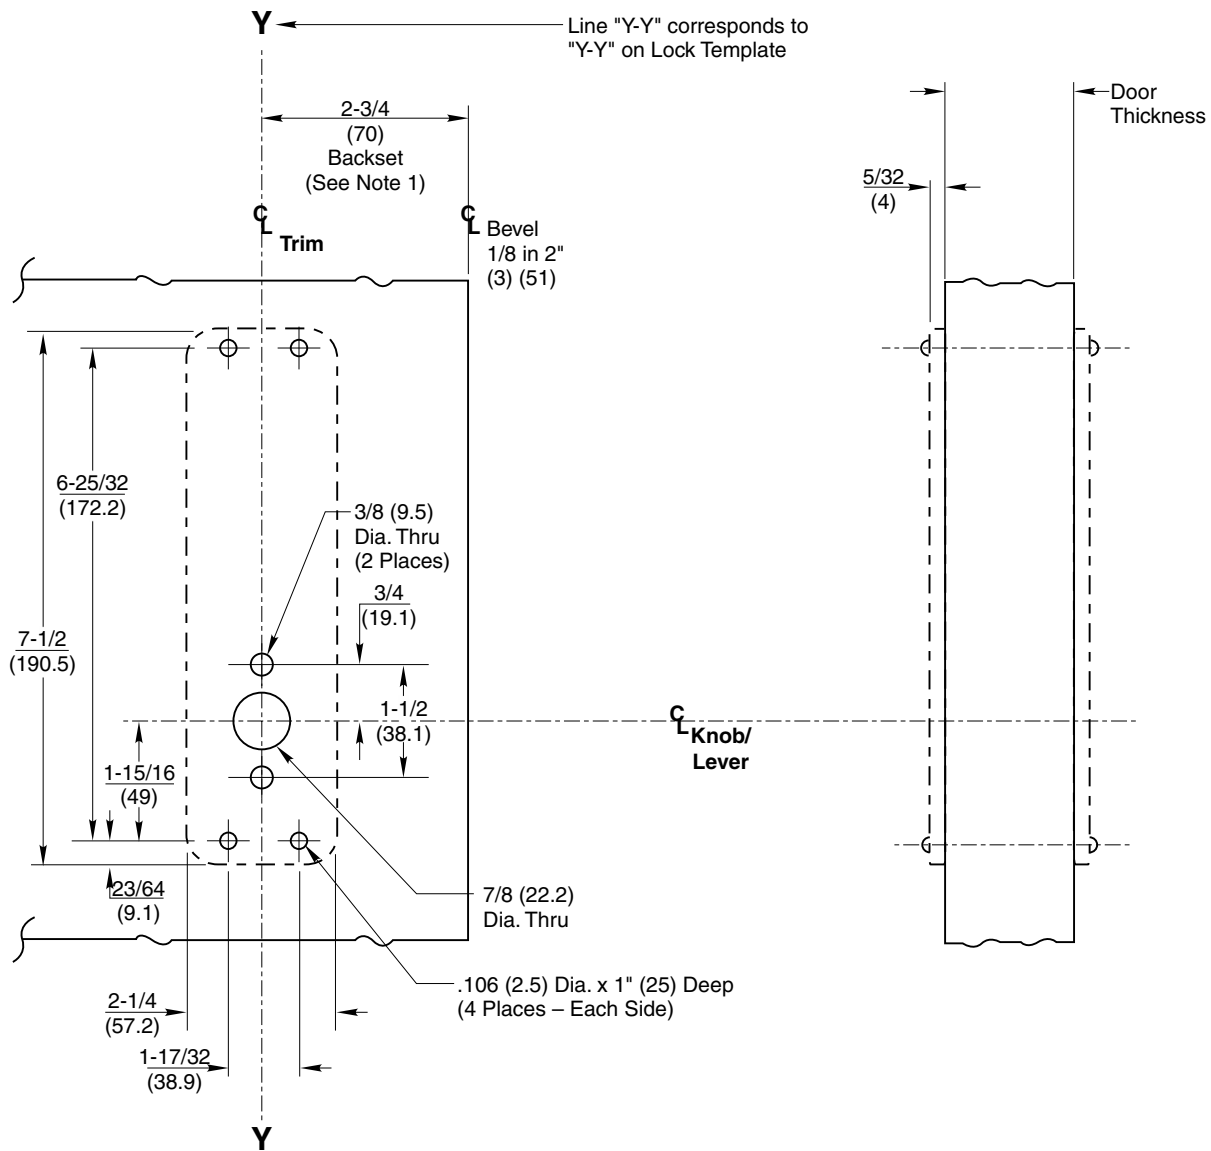 Y
Line "Y-Y" corresponds to
"Y-Y" on Lock Template
2-3/4
(70)
Backset
(See Note 1)
Door
Thickness
5/32
(4)
CL
Trim
CL Bevel
1/8 in 2"
(3) (51)
6-25/32
(172.2)
3/8 (9.5)
Dia. Thru
(2 Places)
3/4
(19.1)
7-1/2
(190.5)
1-1/2
(38.1)
CL Knob/
Lever
1-15/16
(49)
23/64
(9.1)
7/8 (22.2)
Dia. Thru
.106 (2.5) Dia. x 1" (25) Deep
(4 Places – Each Side)
2-1/4
(57.2)
1-17/32
(38.9)
Y